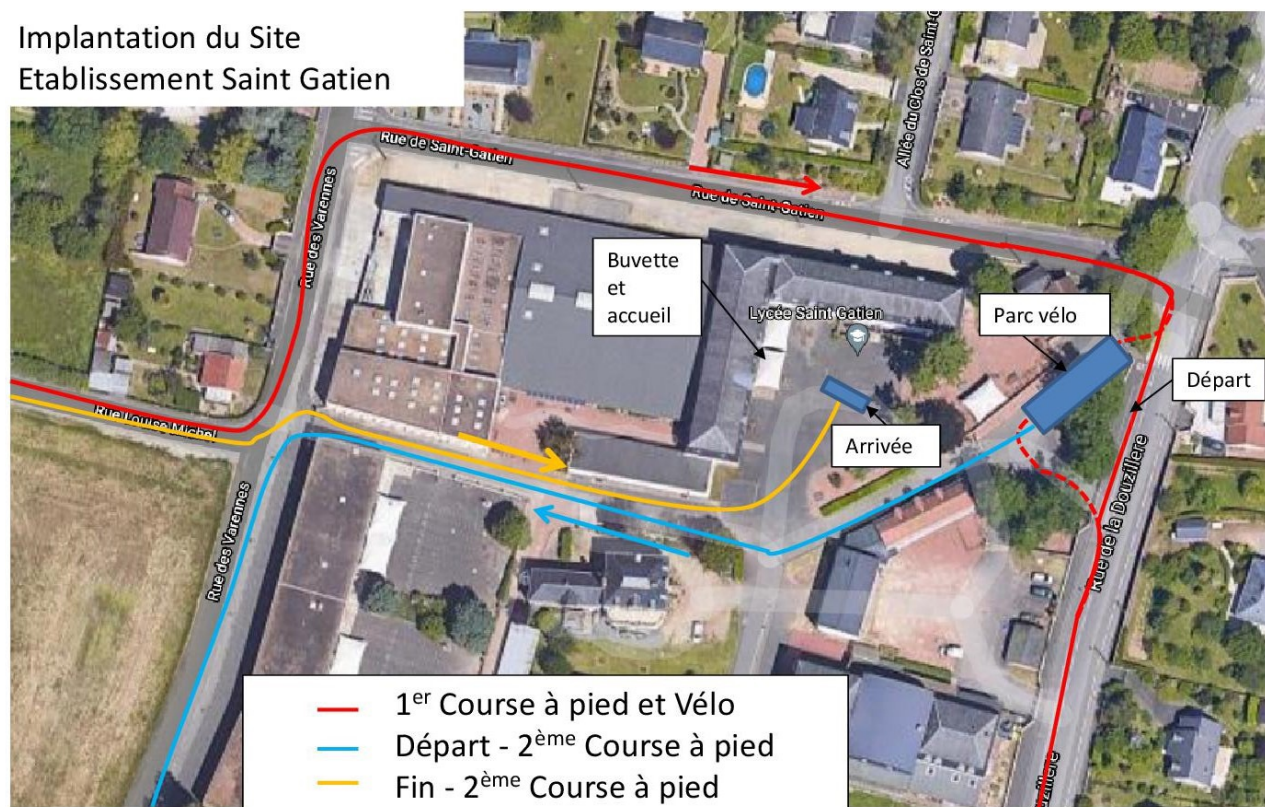 Implantation du Site
Etablissement Saint Gatien
Rue de Saint-Gatien
Rue de Saint-Gatien
Allée du Clos de Saint-G
Rue des Varennes
Buvette
et
accueil
Lycée Saint Gatien
Parc vélo
Départ
Rue Louise Michel
Arrivée
Rue de la Douzillere
Rue des Varennes
1er Course à pied et Vélo
Départ - 2ème Course à pied
Fin - 2ème Course à pied
uzillere